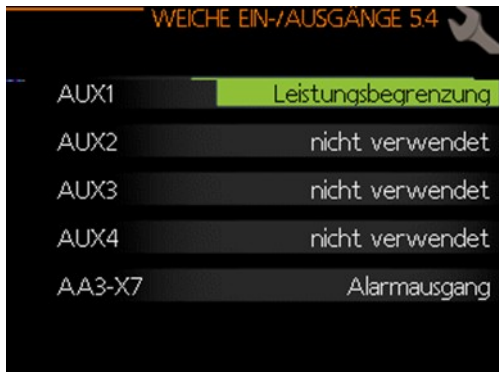 WEICHE EIN-/AUSGÄNGE 5.4
AUX1 Leistungsbegrenzung
AUX2 nicht verwendet
AUX3 nicht verwendet
AUX4 nicht verwendet
AA3-X7 Alarmausgang